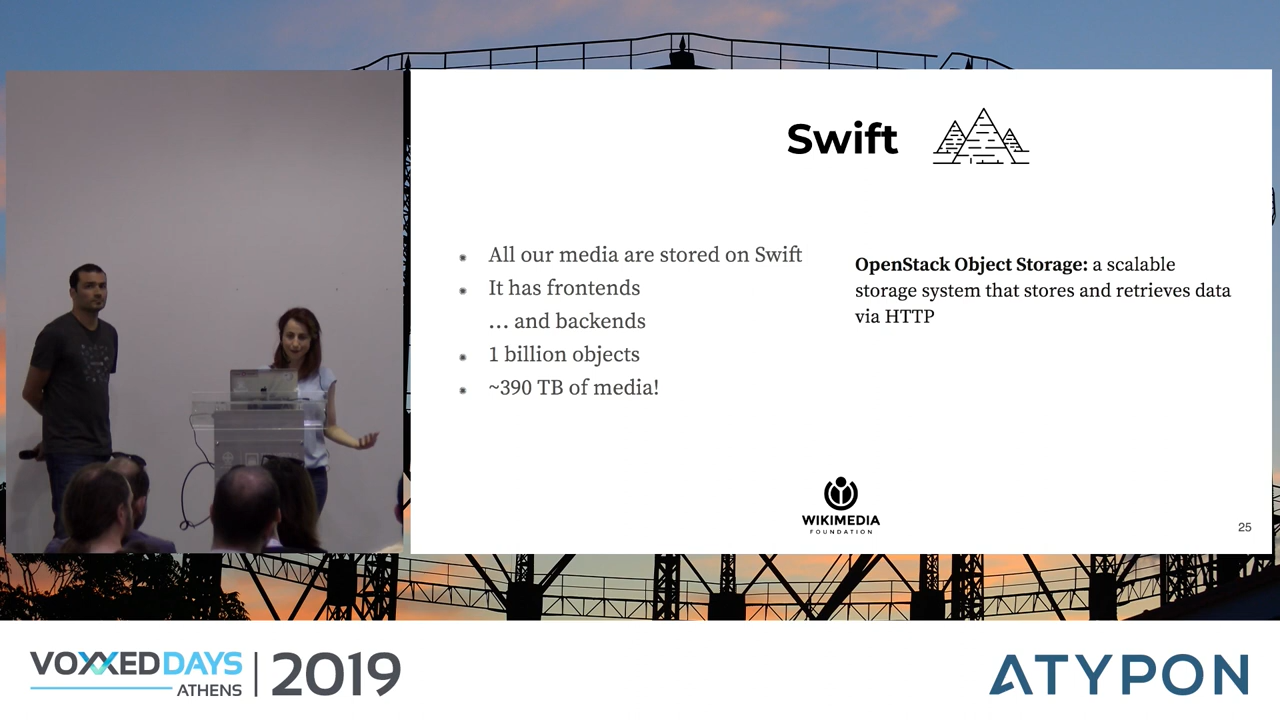 Swift
All our media are stored on Swift
It has frontends
… and backends
1 billion objects
~390 TB of media!
OpenStack Object Storage: a scalable
storage system that stores and retrieves data
via HTTP
WIKIMEDIA
FOUNDATION
25
VOXXED DAYS
ATHENS
2019
ATYPON